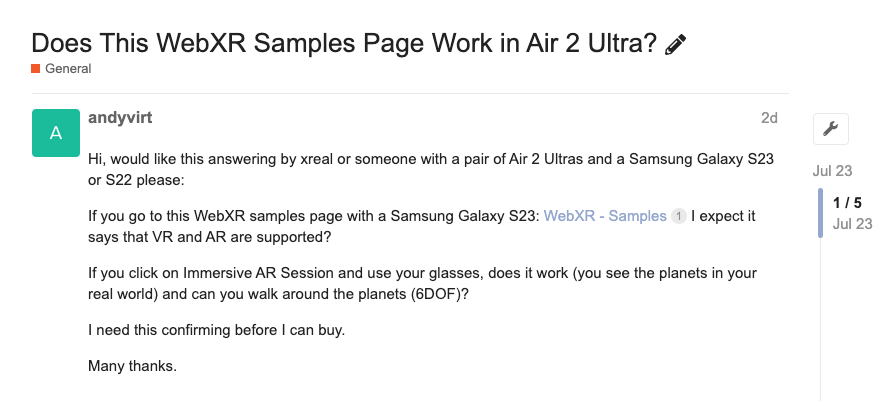 Does This WebXR Samples Page Work in Air 2 Ultra?
General
A
andyvirt
2d
Hi, would like this answering by xreal or someone with a pair of Air 2 Ultras and a Samsung Galaxy S23
or S22 please:
If you go to this WebXR samples page with a Samsung Galaxy S23: WebXR - Samples 1 I expect it
says that VR and AR are supported?
If you click on Immersive AR Session and use your glasses, does it work (you see the planets in your
real world) and can you walk around the planets (6DOF)?
I need this confirming before I can buy.
Many thanks.
Jul 23
1 / 5
Jul 23